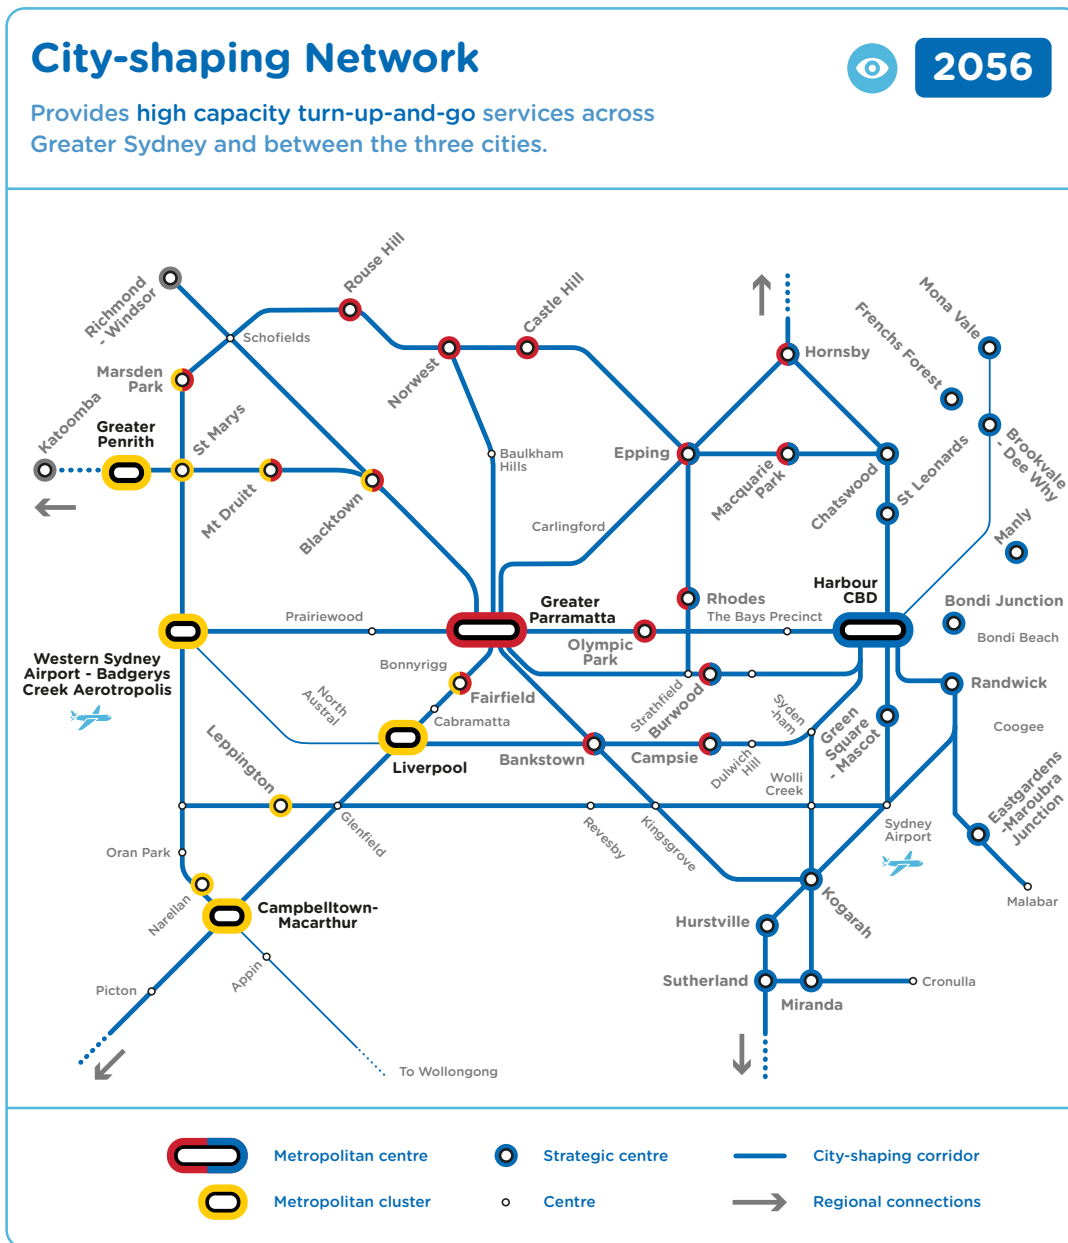 City-shaping Network
2056
Provides high capacity turn-up-and-go services across
Greater Sydney and between the three cities.
Rouse Hill
Richmond
- Windsor
Castle Hill
Mona Vale
Schofields
Frenchs Forest
Hornsby
Marsden
Park
Norwest
Katoomba
Greater
Penrith
St Marys
Baulkham
Hills
Epping
Macquarie
Park
Chatswood
St Leonards
Brookvale
- Dee Why
Mt Druitt
Blacktown
Carlingford
Manly
Harbour
CBD
Prairiewood
Greater
Parramatta
Rhodes
The Bays Precinct
Bondi Junction
Bondi Beach
Olympic
Park
Western Sydney
Airport - Badgerys
Creek Aerotropolis
Bonnyrigg
Fairfield
North
Austral
Cabramatta
Strathfield
Burwood
Syden
-ham
Green
Square
- Mascot
Randwick
Coogee
Leppington
Liverpool
Bankstown
Campsie
Dulwich
Hill
Wolli
Creek
Eastgardens
-Maroubra
Junction
Glenfield
Revesby
Kingsgrove
Sydney
Airport
Oran Park
Narellan
Campbelltown-
Macarthur
Kogarah
Malabar
Hurstville
Appin
Picton
Sutherland
Miranda
Cronulla
To Wollongong
Metropolitan centre
Strategic centre
City-shaping corridor
Metropolitan cluster
Centre
Regional connections